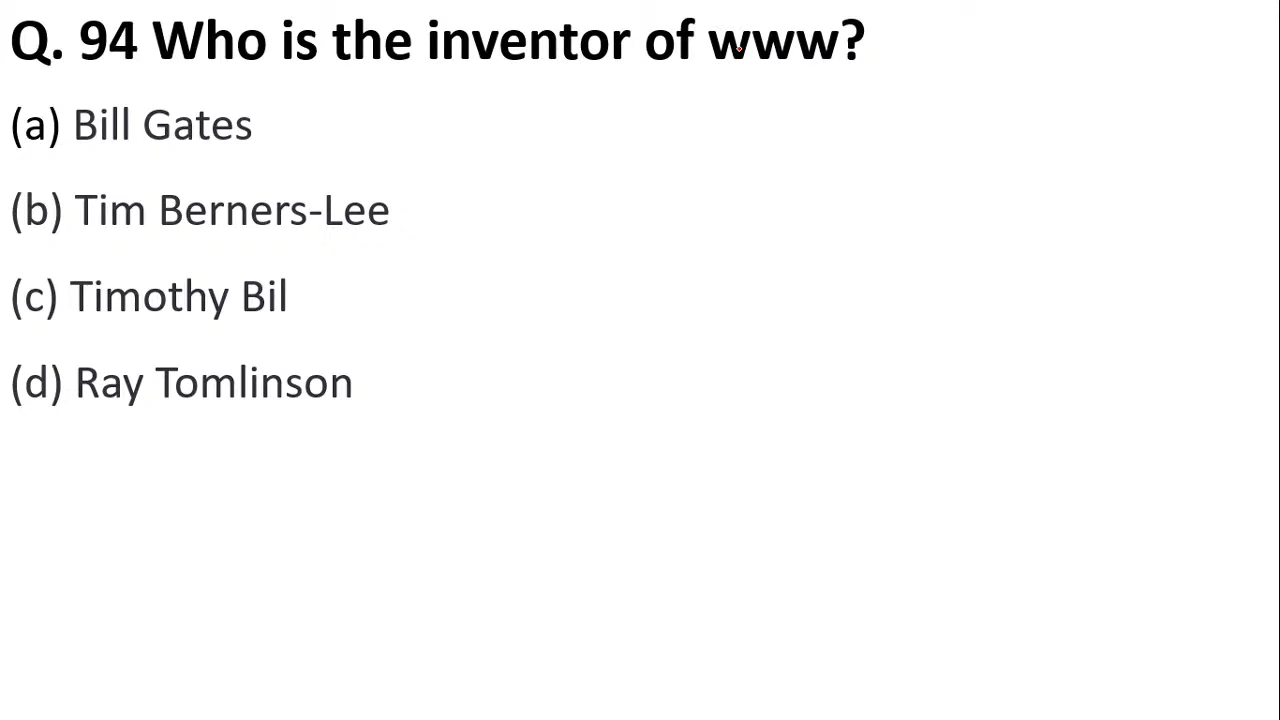 Q. 94 Who is the inventor of www?
(a) Bill Gates
(b) Tim Berners-Lee
(c) Timothy Bil
(d) Ray Tomlinson